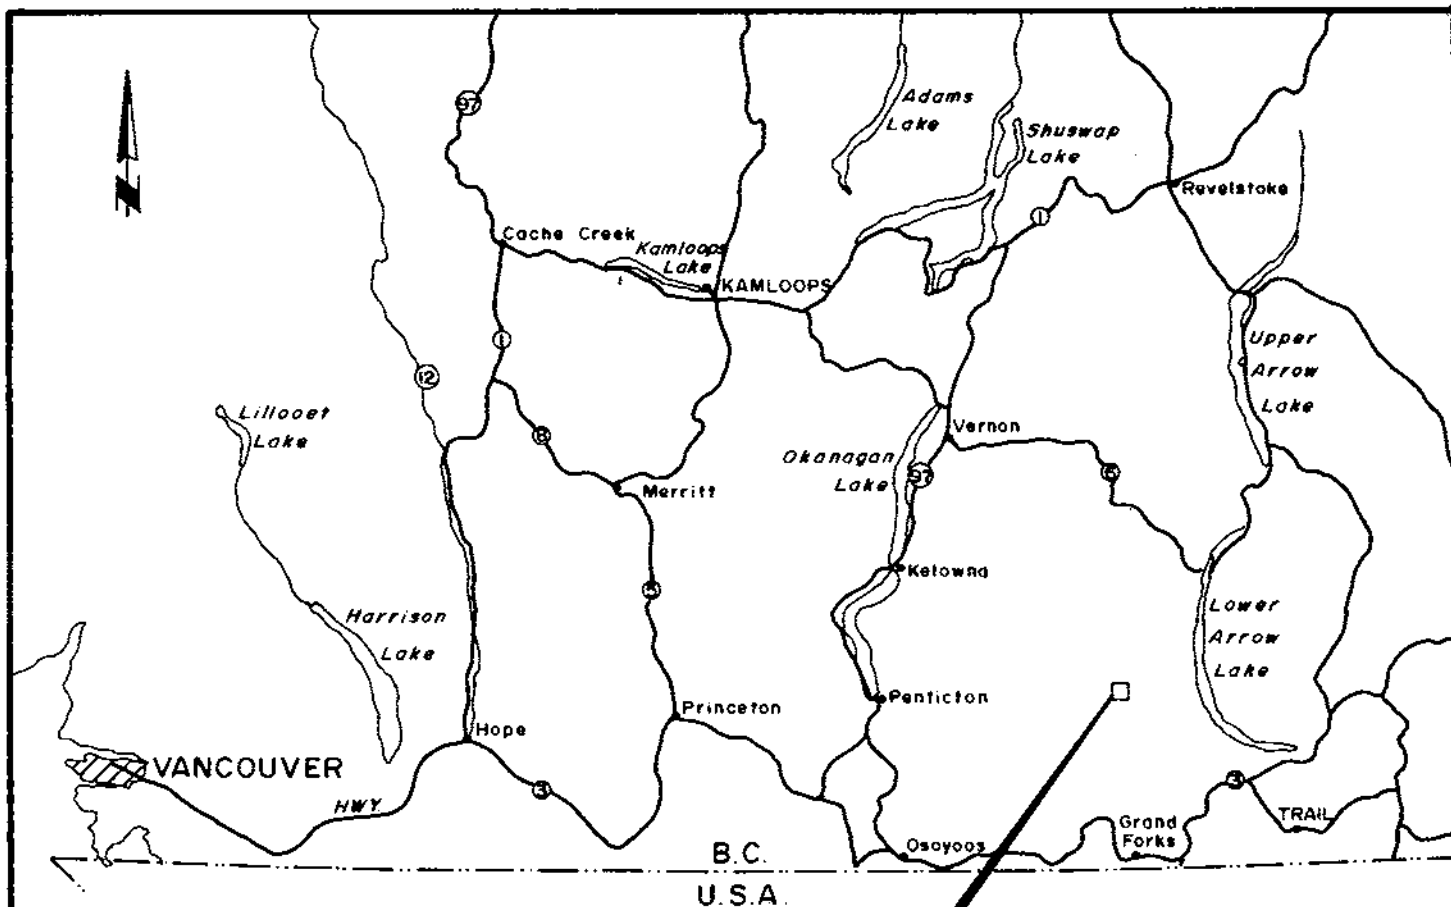 97
Adams
Lake
Shuswap
Lake
Revelstoke
1
Cache Creek
Kamloops
Lake
KAMLOOPS
1
12
Upper
Arrow
Lake
Lillooet
Lake
8
Vernon
Okanagan
Lake
97
6
Merritt
5
Kelowna
Harrison
Lake
Lower
Arrow
Lake
Penticton
Princeton
Hope
VANCOUVER
HWY.
3
3
Grand
Forks
TRAIL
Osoyoos
B.C.
U.S.A.